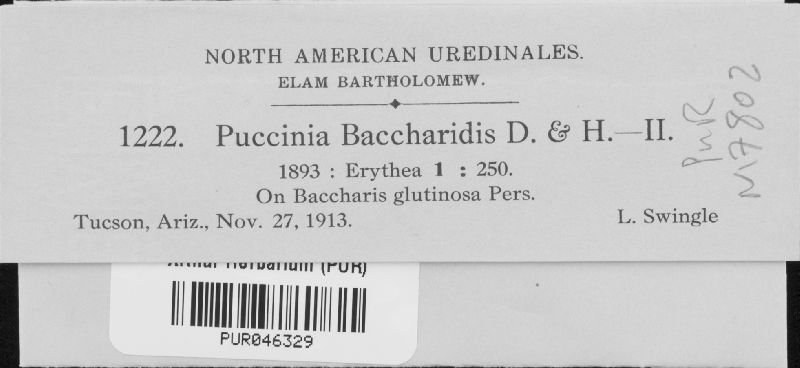 NORTH AMERICAN UREDINALES.
ELAM BARTHOLOMEW.
1222. Puccinia Baccharidis D. & H.—II.
1893 : Erythea 1 : 250.
On Baccharis glutinosa Pers.
Tucson, Ariz., Nov. 27, 1913.
L. Swingle
PUR
N17802
Arthur Herbarium (PUR)
PUR046329